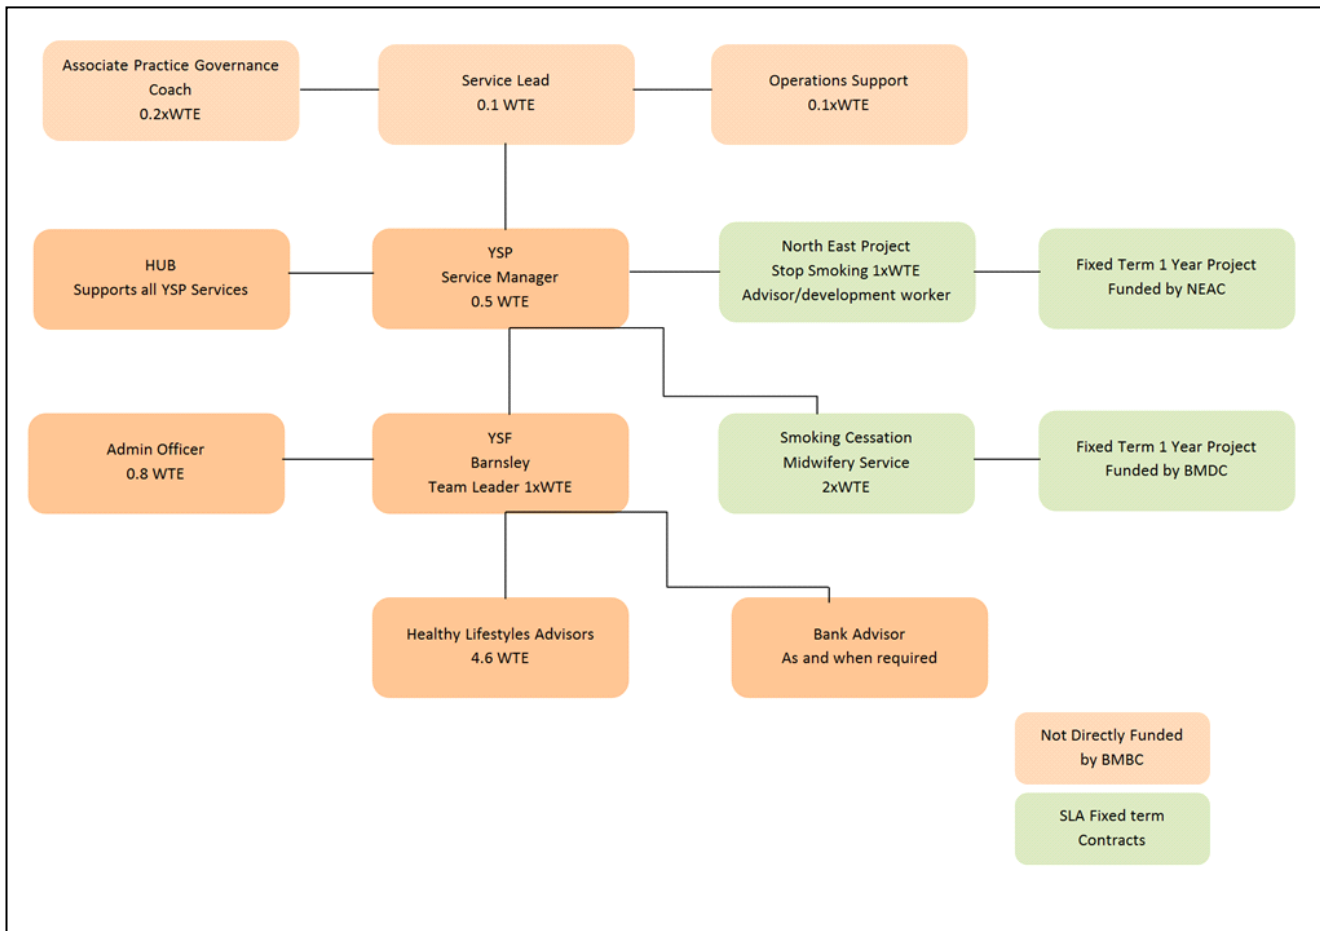 Associate Practice Governance
Coach
0.2xWTE
Service Lead
0.1 WTE
Operations Support
0.1xWTE
HUB
Supports all YSP Services
YSP
Service Manager
0.5 WTE
North East Project
Stop Smoking 1xWTE
Advisor/development worker
Fixed Term 1 Year Project
Funded by NEAC
Admin Officer
0.8 WTE
YSF
Barnsley
Team Leader 1xWTE
Smoking Cessation
Midwifery Service
2xWTE
Fixed Term 1 Year Project
Funded by BMDC
Healthy Lifestyles Advisors
4.6 WTE
Bank Advisor
As and when required
Not Directly Funded
by BMBC
SLA Fixed term
Contracts